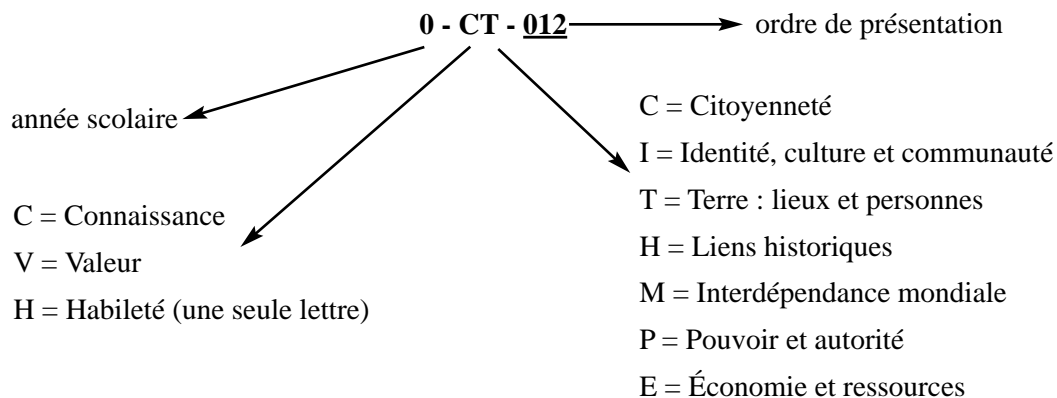 0 - CT - 012
ordre de présentation
année scolaire
C = Connaissance
V = Valeur
H = Habileté (une seule lettre)
C = Citoyenneté
I = Identité, culture et communauté
T = Terre : lieux et personnes
H = Liens historiques
M = Interdépendance mondiale
P = Pouvoir et autorité
E = Économie et ressources